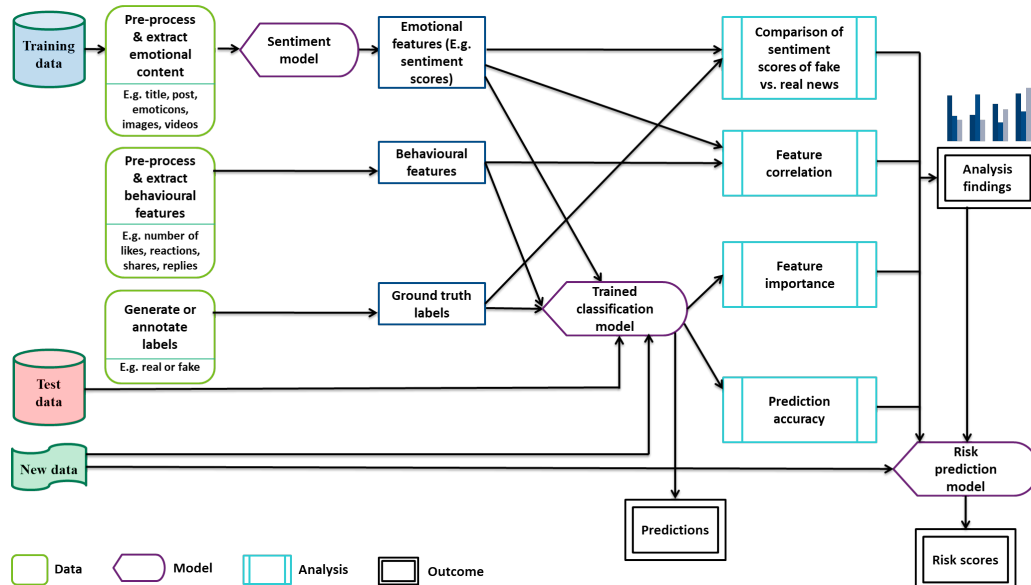 Training
data
Pre-process
& extract
emotional
content
E.g. title, post,
emoticons,
images, videos
Sentiment
model
Emotional
features (E.g.
sentiment
scores)
Comparison of
sentiment
scores of fake
vs. real news
Pre-process
& extract
behavioural
features
E.g. number of
likes, reactions,
shares, replies
Behavioural
features
Feature
correlation
Analysis
findings
Generate or
annotate
labels
E.g. real or fake
Ground truth
labels
Trained
classification
model
Feature
importance
Test
data
Prediction
accuracy
New data
Risk
prediction
model
Predictions
Risk scores
Data
Model
Analysis
Outcome